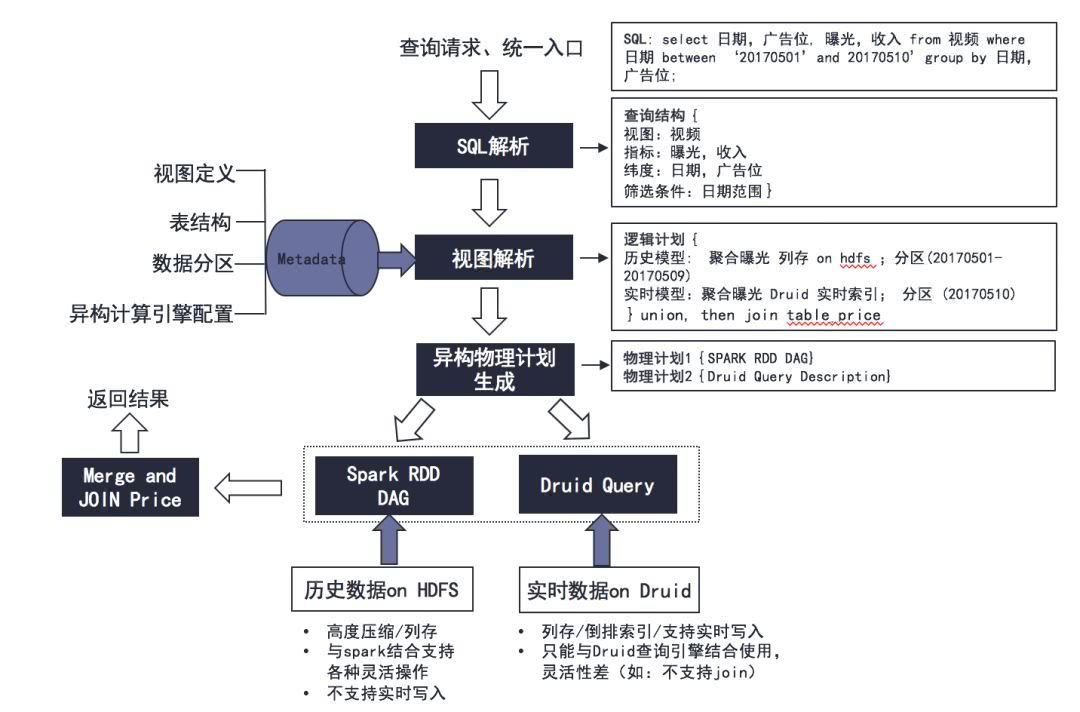 查询请求、统一入口
SQL: select 日期, 广告位, 曝光, 收入 from 视频 where
日期 between ‘20170501’ and 20170510’ group by 日期,
广告位;
SQL解析
查询结构 {
视图: 视频
指标: 曝光, 收入
纬度: 日期, 广告位
筛选条件: 日期范围}
视图定义
表结构
数据分区
异构计算引擎配置
Metadata
视图解析
逻辑计划 {
历史模型: 聚合曝光 列存 on hdfs ; 分区(20170501-
20170509)
实时模型: 聚合曝光 Druid 实时索引; 分区 (20170510)
} union, then join table_price
异构物理计划
生成
物理计划1 {SPARK RDD DAG}
物理计划2 {Druid Query Description}
返回结果
Merge and
JOIN Price
Spark RDD
DAG
Druid Query
历史数据on HDFS
• 高度压缩/列存
• 与spark结合支持
各种灵活操作
• 不支持实时写入
实时数据on Druid
• 列存/倒排索引/支持实时写入
• 只能与Druid查询引擎结合使用,
灵活性差（如: 不支持join）